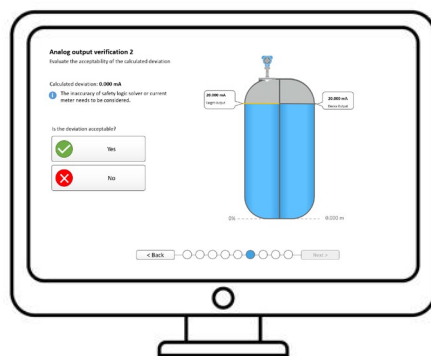 Analog output verification 2
Evaluate the acceptability of the calculated deviation
Calculated deviation: 0.000 mA
The inaccuracy of safety logic solver or current
meter needs to be considered.
Is the deviation acceptable?
Yes
No
20.000 mA
20.000 mA
Device Output
0%
< Back
Next >